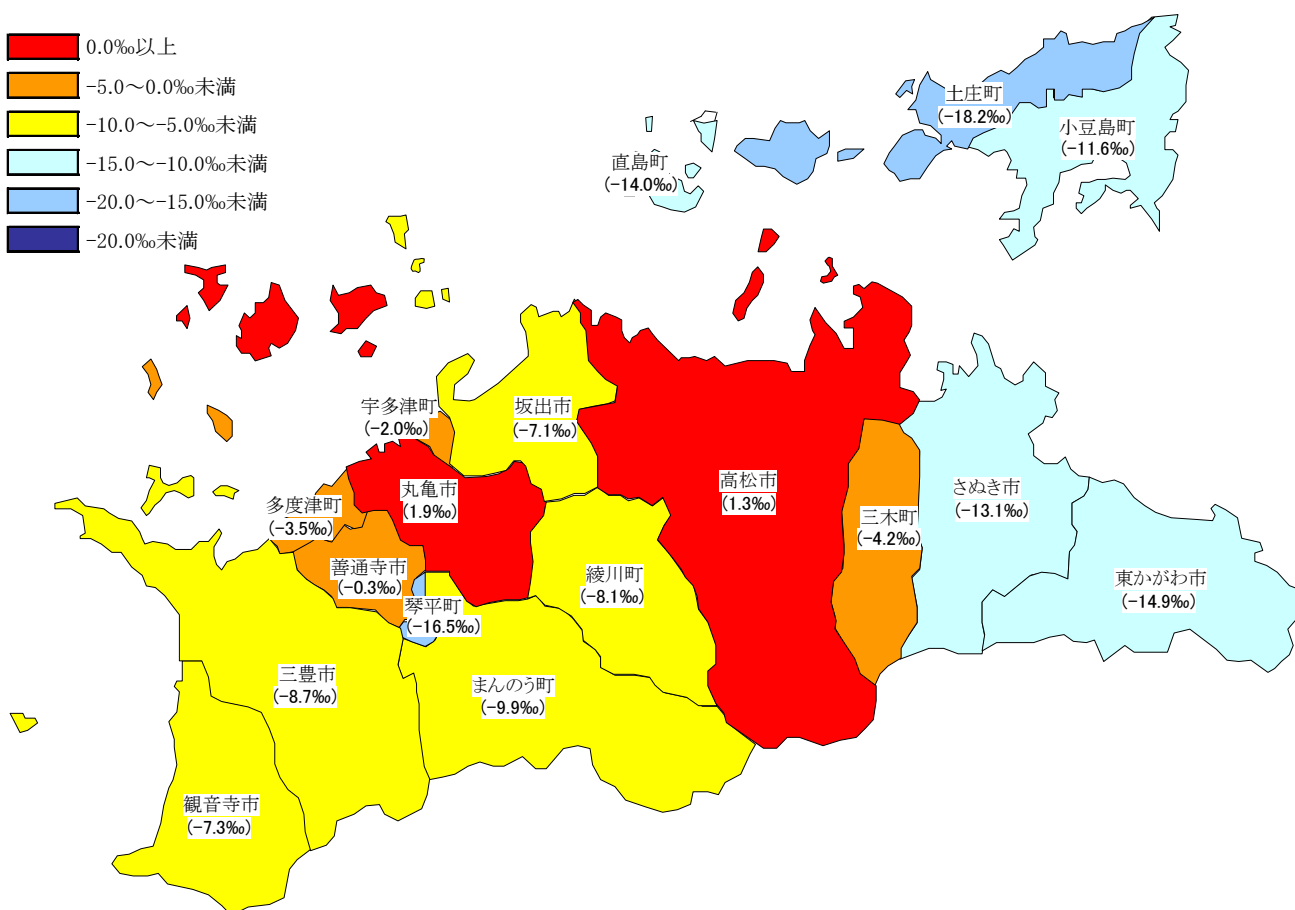 0.0‰以上
-5.0～0.0‰未満
-10.0～-5.0‰未満
-15.0～-10.0‰未満
-20.0～-15.0‰未満
-20.0‰未満
土庄町
(-18.2‰)
小豆島町
(-11.6‰)
直島町
(-14.0‰)
宇多津町
(-2.0‰)
坂出市
(-7.1‰)
丸亀市
(1.9‰)
高松市
(1.3‰)
さぬき市
(-13.1‰)
多度津町
(-3.5‰)
三木町
(-4.2‰)
善通寺市
(-0.3‰)
綾川町
(-8.1‰)
東かがわ市
(-14.9‰)
琴平町
(-16.5‰)
三豊市
(-8.7‰)
まんのう町
(-9.9‰)
観音寺市
(-7.3‰)